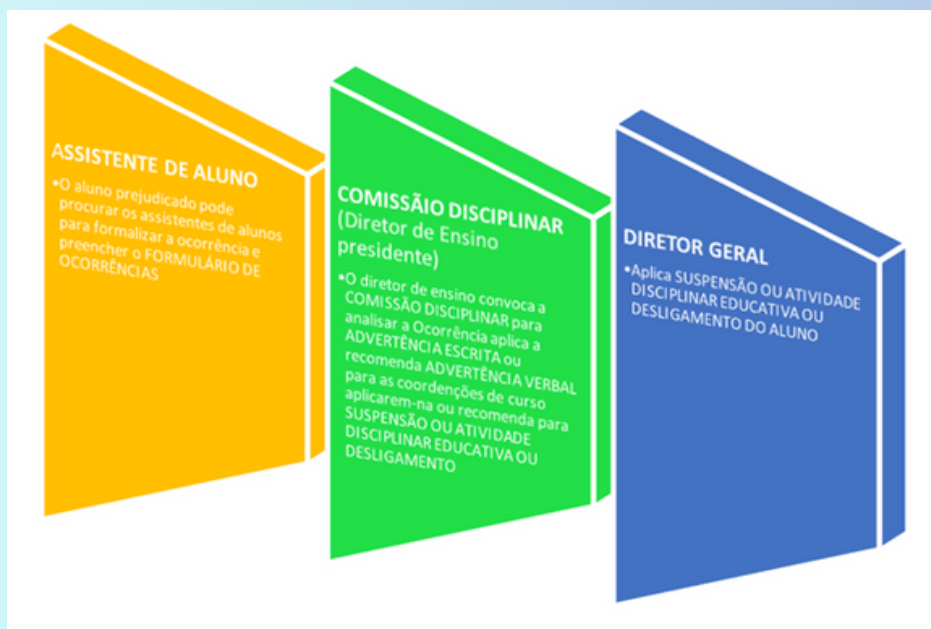 ASSISTENTE DE ALUNO
•O aluno prejudicado pode
procurar os assistentes de alunos
para formalizar a ocorrência e
preencher o FORMULÁRIO DE
OCORRÊNCIAS
COMISSÃIO DISCIPLINAR
(Diretor de Ensino
presidente)
•O diretor de ensino convoca a
COMISSÃO DISCIPLINAR para
analisar a Ocorrência aplica a
ADVERTÊNCIA ESCRITA ou
recomenda ADVERTÊNCIA VERBAL
para as coordenções de curso
aplicarem-na ou recomenda para
SUSPENSÃO OU ATIVIDADE
DISCIPLINAR EDUCATIVA OU
DESLIGAMENTO
DIRETOR GERAL
•Aplica SUSPENSÃO OU ATIVIDADE
DISCIPLINAR EDUCATIVA OU
DESLIGAMENTO DO ALUNO